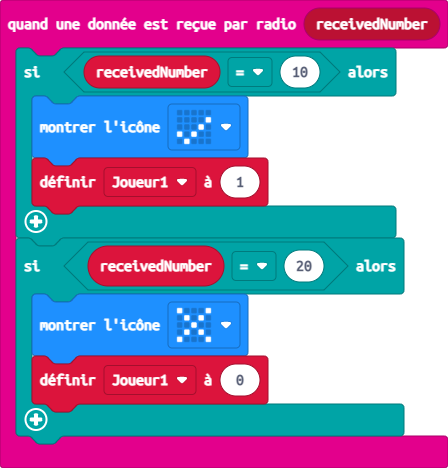 quand une donnée est reçue par radio receivedNumber
si receivedNumber = 10 alors
montrer l'icône
définir Joueur1 à 1
si receivedNumber = 20 alors
montrer l'icône
définir Joueur1 à 0